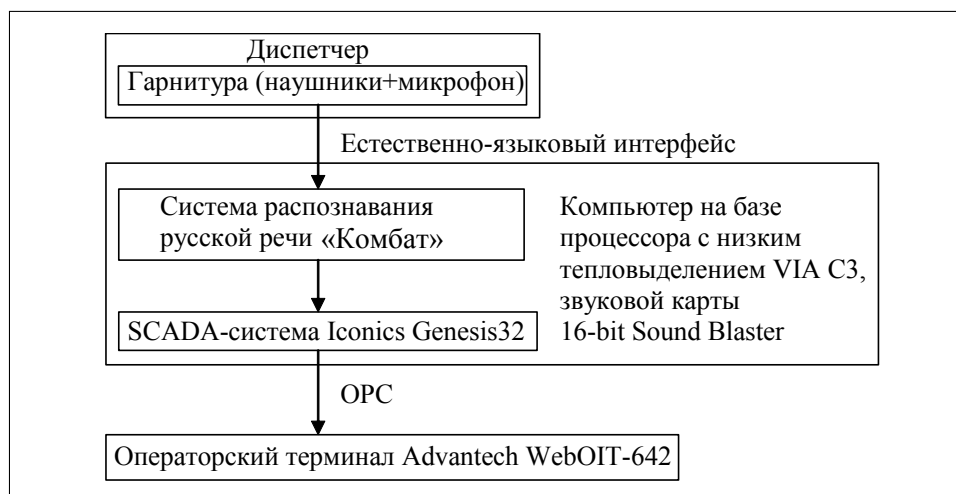 Диспетчер
Гарнитура (наушники+микрофон)
Естественно-языковый интерфейс
Система распознавания
русской речи «Комбат»
SCADA-система Iconics Genesis32
Компьютер на базе
процессора с низким
тепловыделением VIA C3,
звуковой карты
16-bit Sound Blaster
OPC
Операторский терминал Advantech WebOIT-642